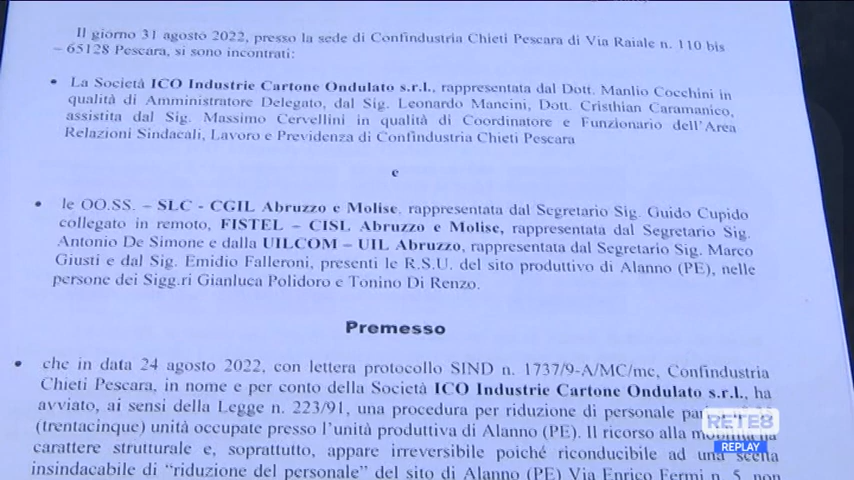 Il giorno 31 agosto 2022, presso la sede di Confindustria Chieti Pescara di Via Raiale n. 110 bis
– 65128 Pescara, si sono incontrati:
• La Società ICO Industrie Cartone Ondulato s.r.l., rappresentata dal Dott. Manlio Cocchini in
qualità di Amministratore Delegato, dal Sig. Leonardo Mancini, Dott. Cristhian Caramanico,
assistita dal Sig. Massimo Cervellini in qualità di Coordinatore e Funzionario dell'Area
Relazioni Sindacali, Lavoro e Previdenza di Confindustria Chieti Pescara
e
• le OO.SS. – SLC - CGIL Abruzzo e Molise, rappresentata dal Segretario Sig. Guido Cupido
collegato in remoto, FISTEL – CISL Abruzzo e Molise, rappresentata dal Segretario Sig.
Antonio De Simone e dalla UILCOM – UIL Abruzzo, rappresentata dal Segretario Sig. Marco
Giusti e dal Sig. Emidio Falleroni, presenti le R.S.U. del sito produttivo di Alanno (PE), nelle
persone dei Sigg.ri Gianluca Polidoro e Tonino Di Renzo.
Premesso
• che in data 24 agosto 2022, con lettera protocollo SIND n. 1737/9-A/MC/mc, Confindustria
Chieti Pescara, in nome e per conto della Società ICO Industrie Cartone Ondulato s.r.l., ha
avviato, ai sensi della Legge n. 223/91, una procedura per riduzione di personale
(trentacinque) unità occupate presso l'unità produttiva di Alanno (PE). Il ricorso alla mobilità ha
carattere strutturale e, soprattutto, appare irreversibile poiché riconducibile ad una scelta
insindacabile di "riduzione del personale" del sito di Alanno (PE) Via Enrico Fermi n. 5, non
RETE8
REPLAY